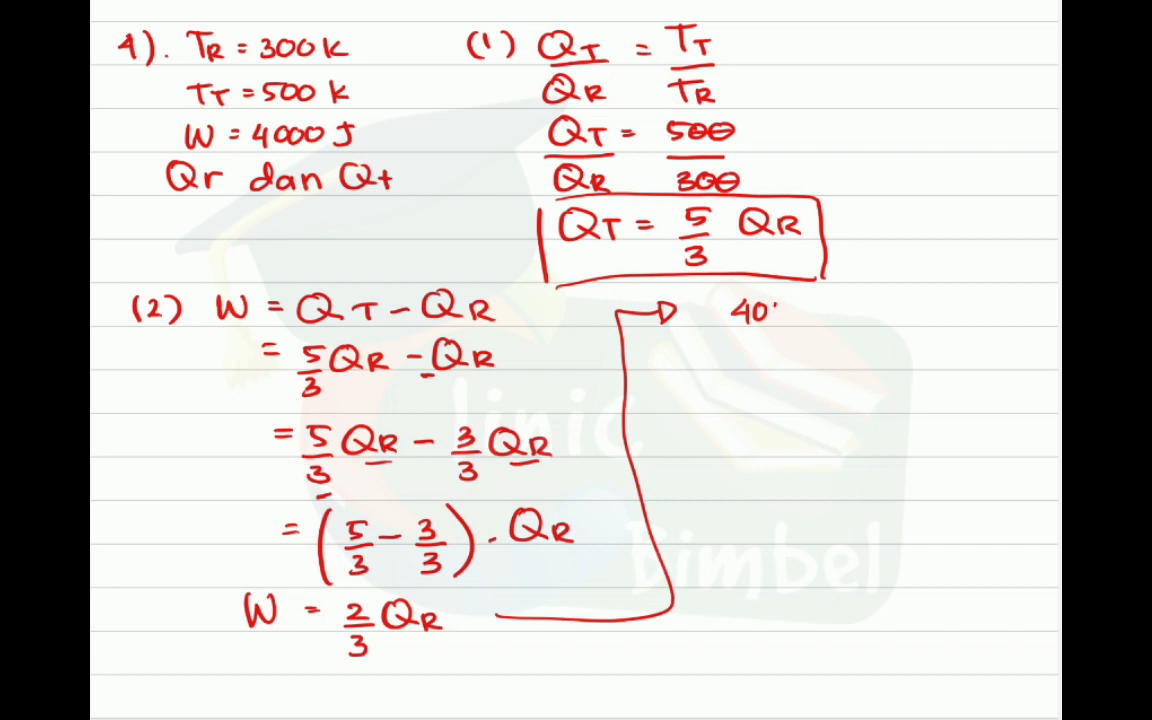 4). TR = 300 K
TT = 500 K
W = 4000 J
Qr dan Qt
(1) QT/QR = TT/TR
QT/QR = 500/300
QT = 5/3 QR
(2) W = QT - QR
= 5/3 QR - QR
= 5/3 QR - 3/3 QR
= (5/3 - 3/3) . QR
W = 2/3 QR
40
Linic
Bimbel